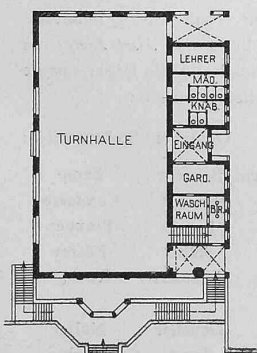 LEHRER
MÄD.
KNAB.
TURNHALLE
EINGANG
GARD.
WASCH
RAUM
BR.